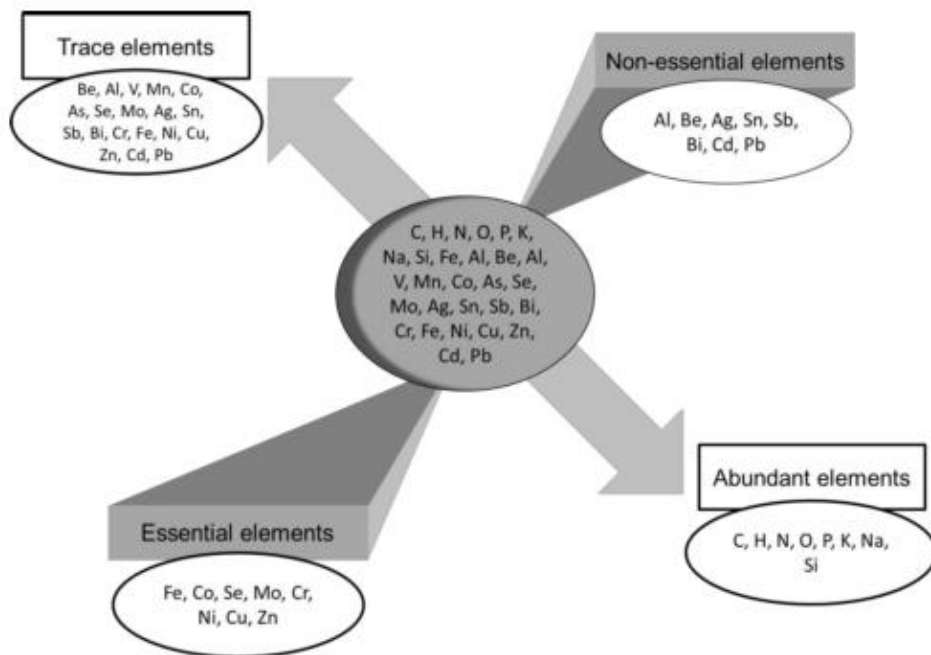 Trace elements
Be, Al, V, Mn, Co,
As, Se, Mo, Ag, Sn,
Sb, Bi, Cr, Fe, Ni, Cu,
Zn, Cd, Pb
Non-essential elements
Al, Be, Ag, Sn, Sb,
Bi, Cd, Pb
C, H, N, O, P, K,
Na, Si, Fe, Al, Be, Al,
V, Mn, Co, As, Se,
Mo, Ag, Sn, Sb, Bi,
Cr, Fe, Ni, Cu, Zn,
Cd, Pb
Essential elements
Fe, Co, Se, Mo, Cr,
Ni, Cu, Zn
Abundant elements
C, H, N, O, P, K, Na,
Si